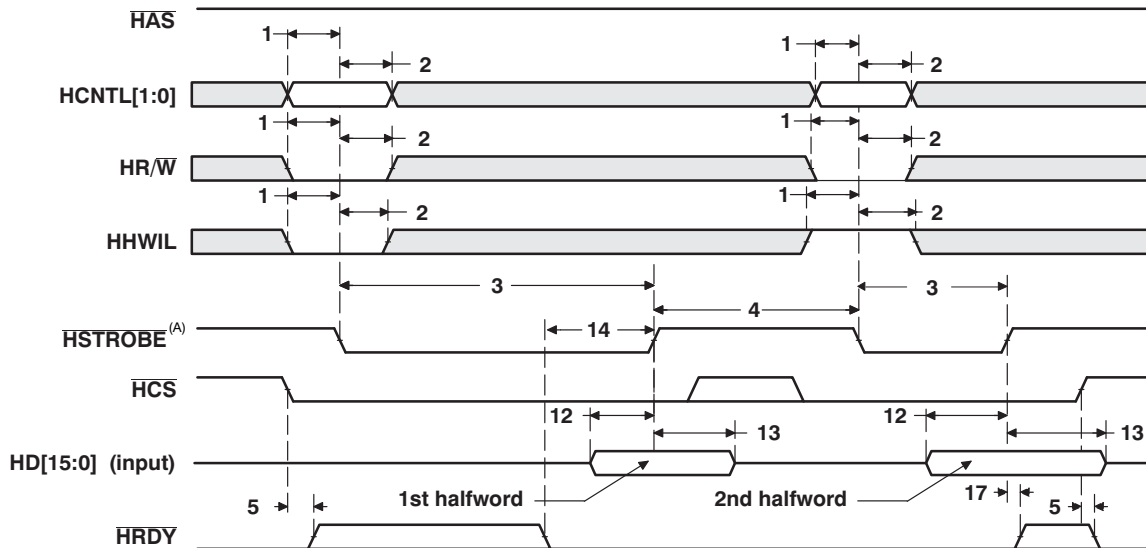 HAS
1
1
2
2
HCNTL[1:0]
1
1
2
2
HR/W
1
1
2
2
HHWIL
3
3
4
HSTROBE(A)
14
HCS
12
12
13
13
HD[15:0] (input)
1st halfword
2nd halfword
5
17
5
HRDY